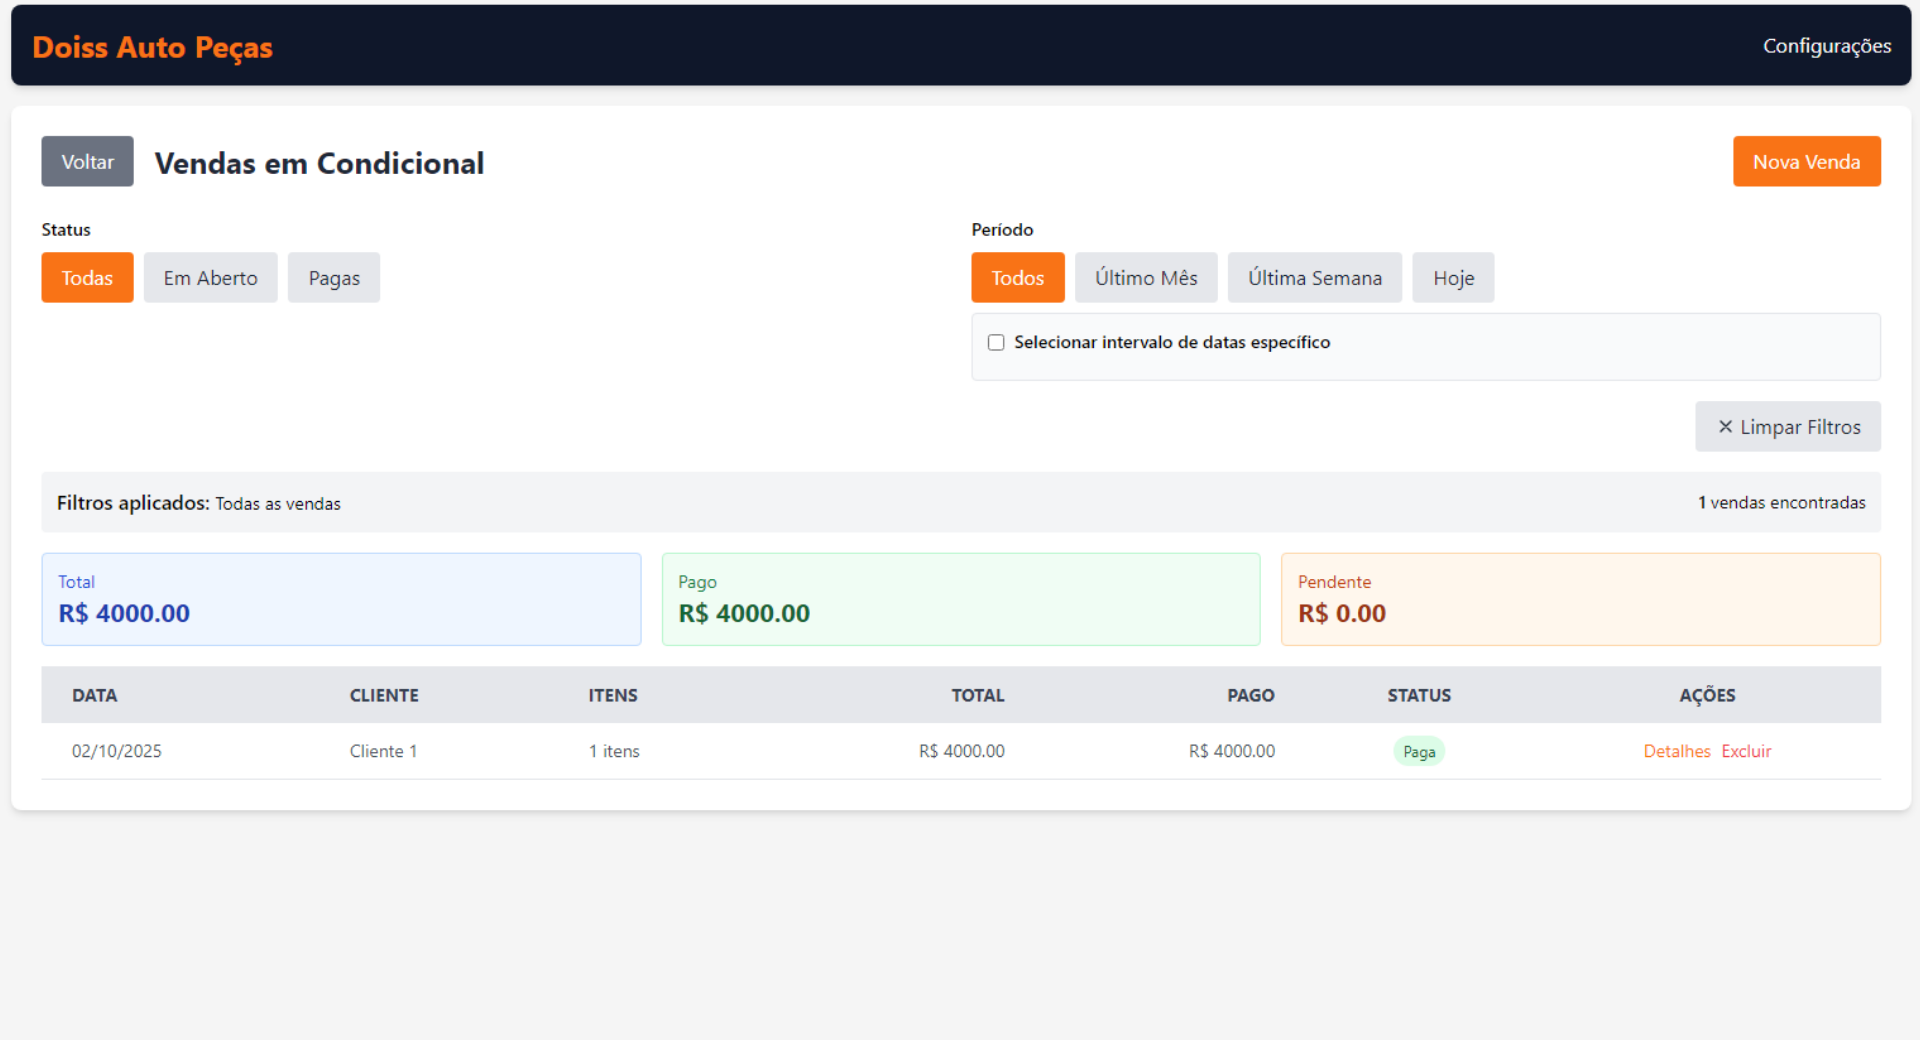 Doiss Auto Peças
Configurações
Voltar
Vendas em Condicional
Nova Venda
Status
Todas
Em Aberto
Pagas
Período
Todos
Último Mês
Última Semana
Hoje
Selecionar intervalo de datas específico
✕ Limpar Filtros
Filtros aplicados: Todas as vendas
1 vendas encontradas
Total
R$ 4000.00
Pago
R$ 4000.00
Pendente
R$ 0.00
DATA CLIENTE ITENS TOTAL PAGO STATUS AÇÕES
02/10/2025 Cliente 1 1 itens R$ 4000.00 R$ 4000.00 Paga Detalhes Excluir